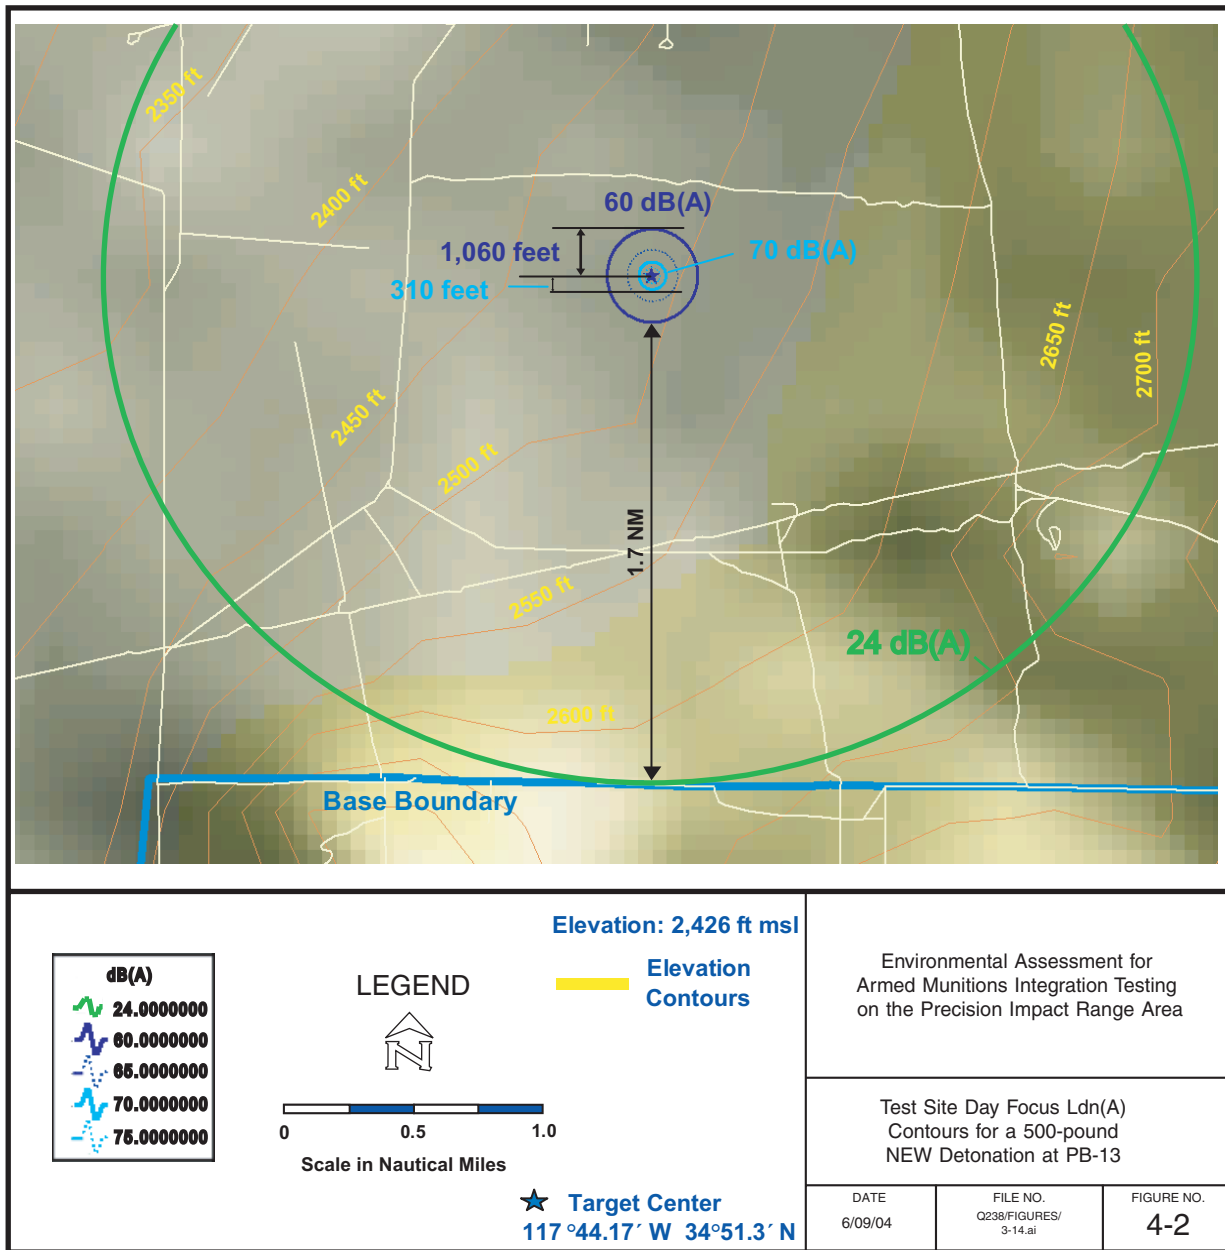 2350 ft
2400 ft
60 dB(A)
1,060 feet
70 dB(A)
310 feet
2650 ft
2700 ft
2450 ft
2500 ft
1.7 NM
2550 ft
24 dB(A)
2600 ft
Base Boundary
Elevation: 2,426 ft msl
Elevation
Contours
dB(A)
24.0000000
60.0000000
65.0000000
70.0000000
75.0000000
LEGEND
N
0 0.5 1.0
Scale in Nautical Miles
Target Center
117 °44.17´ W 34°51.3´ N
Environmental Assessment for
Armed Munitions Integration Testing
on the Precision Impact Range Area
Test Site Day Focus Ldn(A)
Contours for a 500-pound
NEW Detonation at PB-13
DATE
6/09/04
FILE NO.
Q238/FIGURES/
3-14.ai
FIGURE NO.
4-2